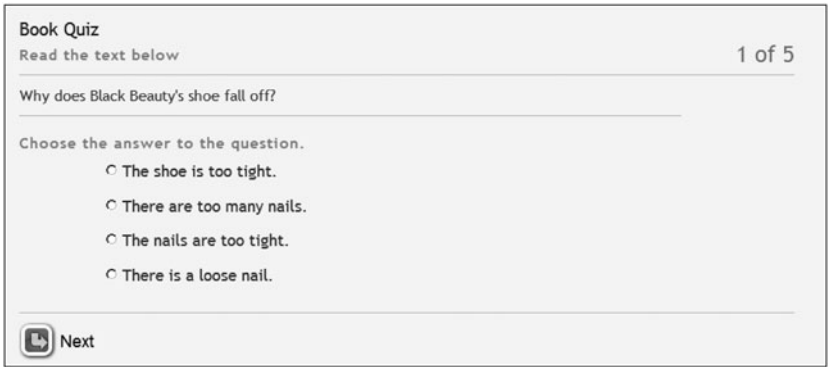 Book Quiz
Read the text below
1 of 5
Why does Black Beauty's shoe fall off?
Choose the answer to the question.
The shoe is too tight.
There are too many nails.
The nails are too tight.
There is a loose nail.
Next